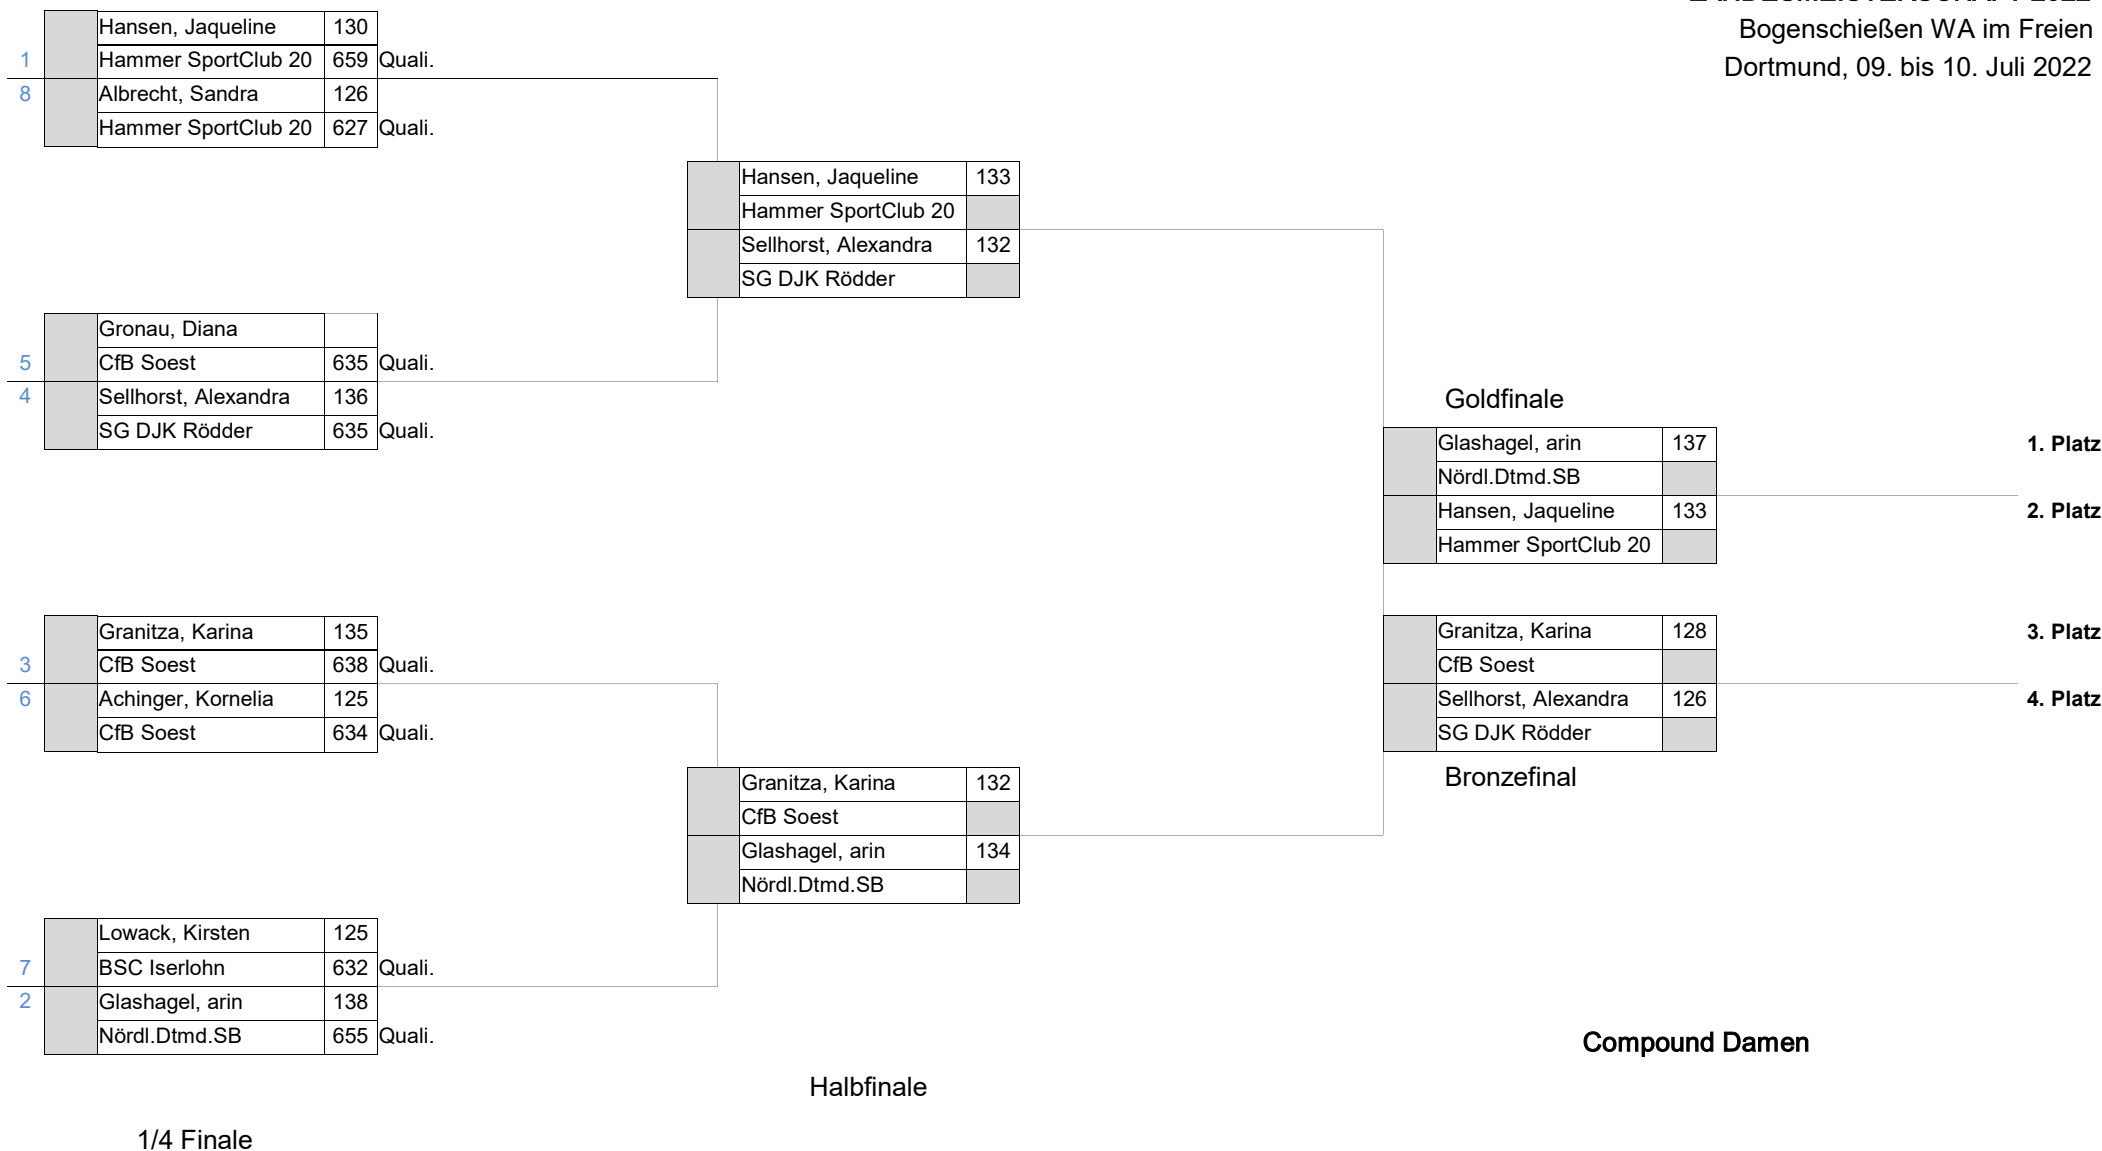 Bogenschießen WA im Freien
Dortmund, 09. bis 10. Juli 2022
Hansen, Jaqueline 130
1 Hammer SportClub 20 659 Quali.
8 Albrecht, Sandra 126
Hammer SportClub 20 627 Quali.
Hansen, Jaqueline 133
Hammer SportClub 20
Sellhorst, Alexandra 132
SG DJK Rödder
Gronau, Diana
5 CfB Soest 635 Quali.
4 Sellhorst, Alexandra 136
SG DJK Rödder 635 Quali.
Goldfinale
Glashagel, arin 137 1. Platz
Nördl.Dtmd.SB
Hansen, Jaqueline 133 2. Platz
Hammer SportClub 20
Granitza, Karina 135
3 CfB Soest 638 Quali.
6 Achinger, Kornelia 125
CfB Soest 634 Quali.
Granitza, Karina 128 3. Platz
CfB Soest
Sellhorst, Alexandra 126 4. Platz
SG DJK Rödder
Bronzefinal
Granitza, Karina 132
CfB Soest
Glashagel, arin 134
Nördl.Dtmd.SB
Lowack, Kirsten 125
7 BSC Iserlohn 632 Quali.
2 Glashagel, arin 138
Nördl.Dtmd.SB 655 Quali.
Compound Damen
Halbfinale
1/4 Finale